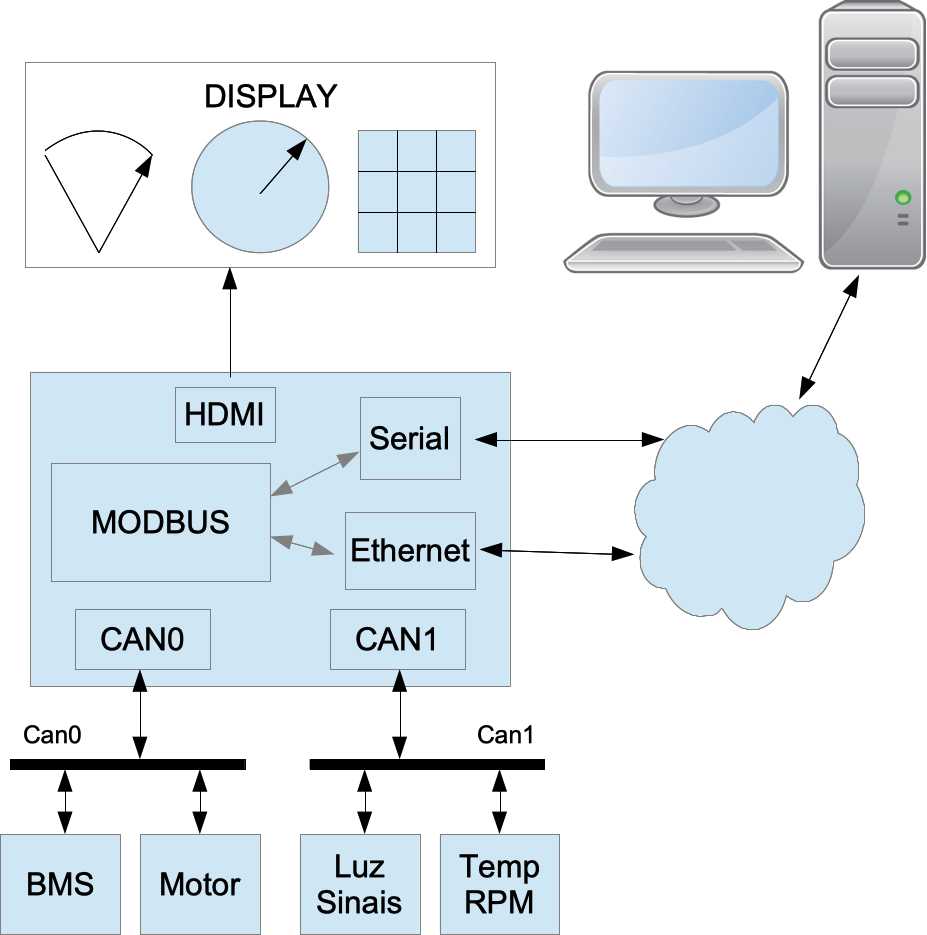 DISPLAY
HDMI
Serial
MODBUS
Ethernet
CAN0
CAN1
Can0
Can1
BMS
Motor
Luz
Sinais
Temp
RPM